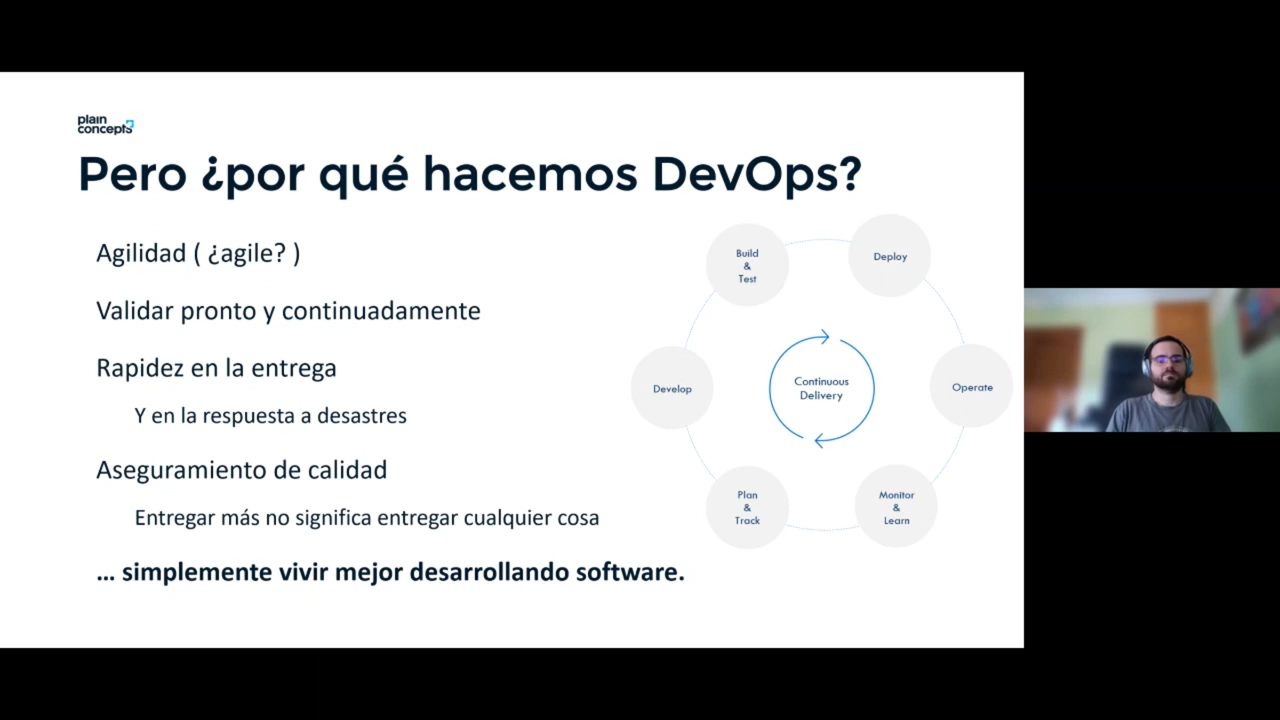 plain
concepts
Pero ¿por qué hacemos DevOps?
Agilidad ( ¿agile? )
Validar pronto y continuadamente
Rapidez en la entrega
Y en la respuesta a desastres
Aseguramiento de calidad
Entregar más no significa entregar cualquier cosa
... simplemente vivir mejor desarrollando software.
Build
&
Test
Deploy
Develop
Continuous
Delivery
Operate
Plan
&
Track
Monitor
&
Learn